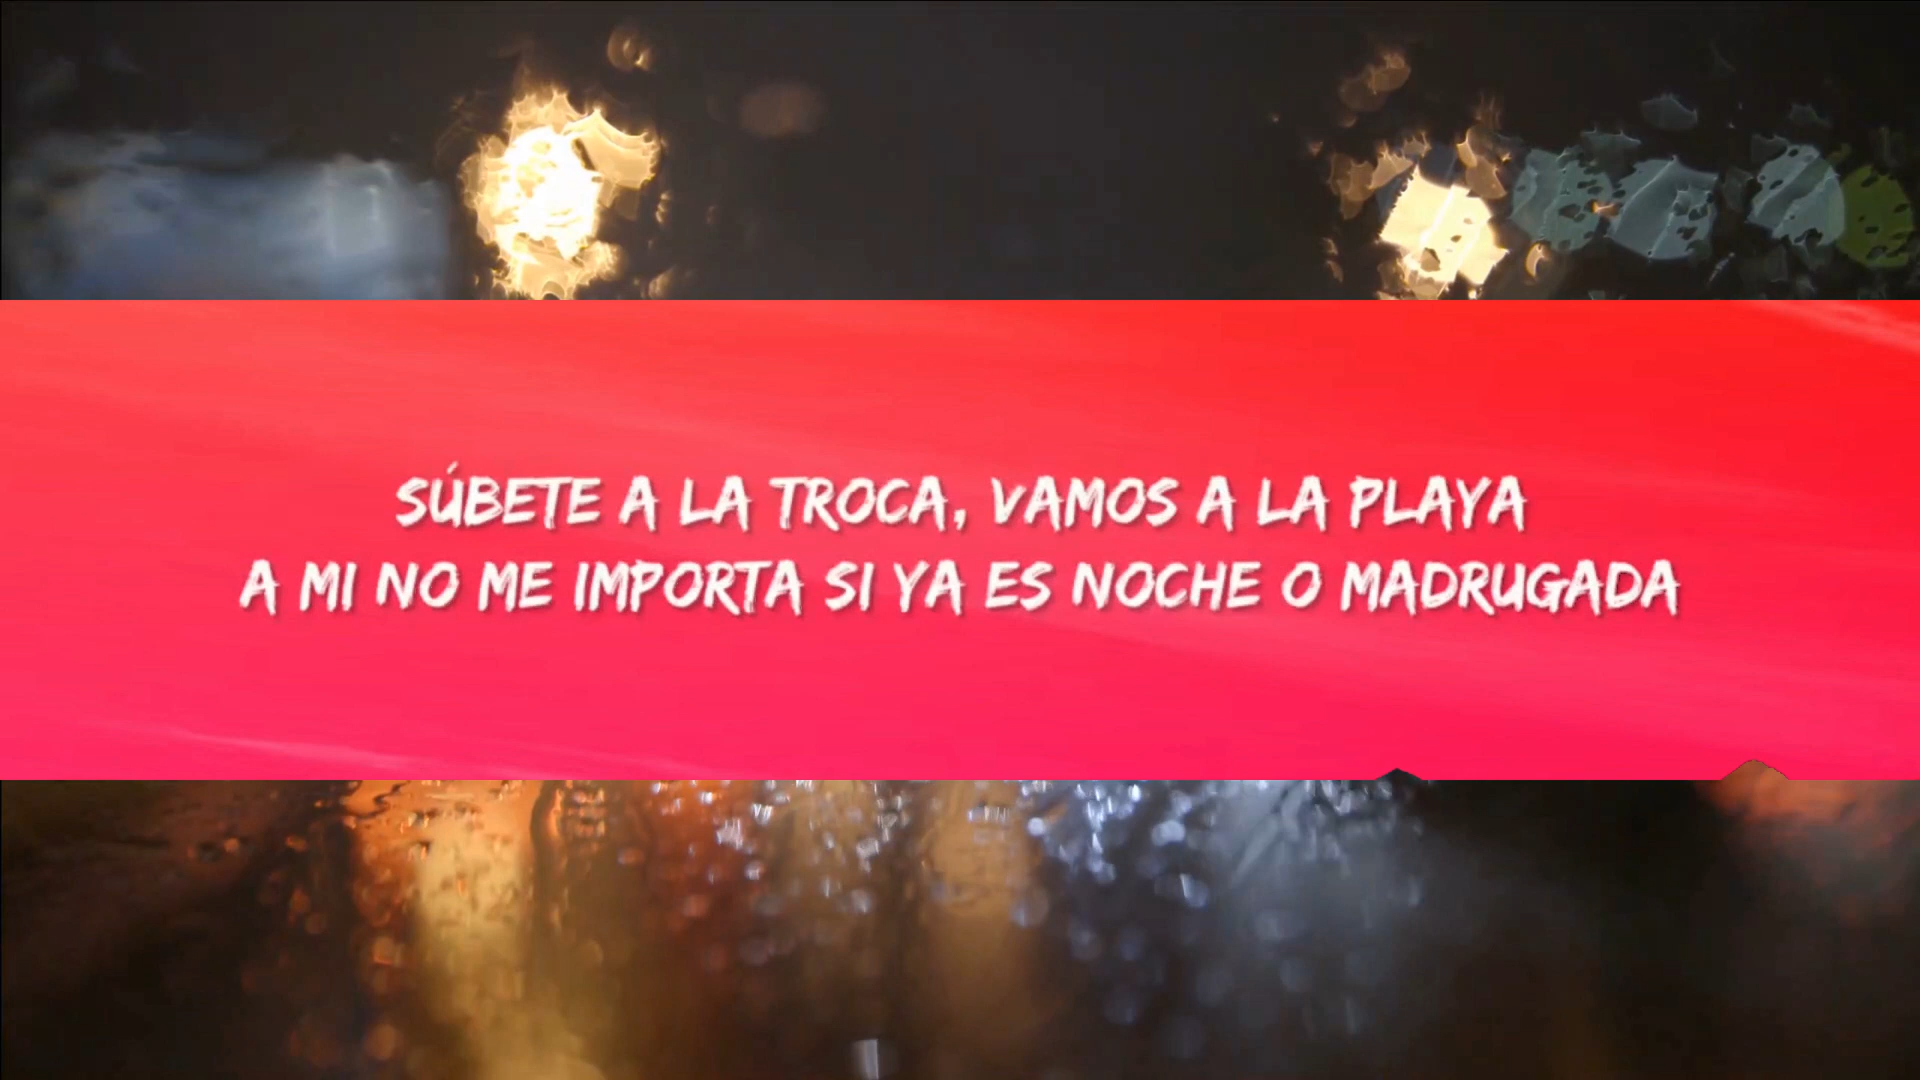 SÚBETE A LA TROCA, VAMOS A LA PLAYA
A MI NO ME IMPORTA SI YA ES NOCHE O MADRUGADA